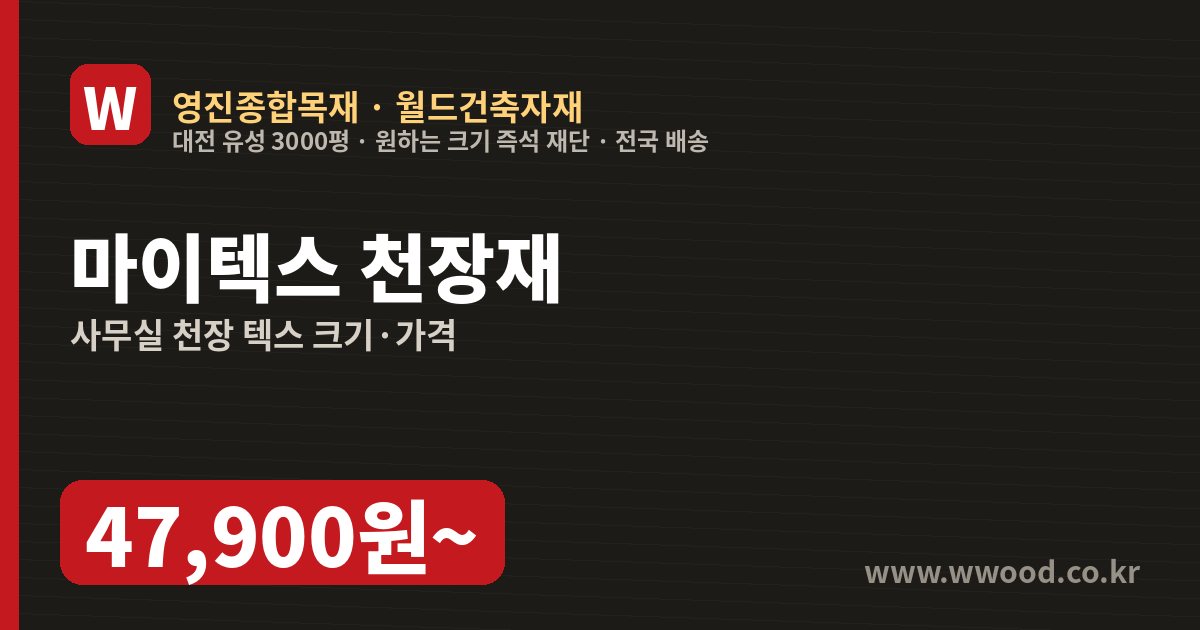 W
영진종합목재 · 월드건축자재
대전 유성 3000평 · 원하는 크기 즉석 재단 · 전국 배송
마이텍스 천장재
사무실 천장 텍스 크기·가격
47,900원~
www.wwood.co.kr